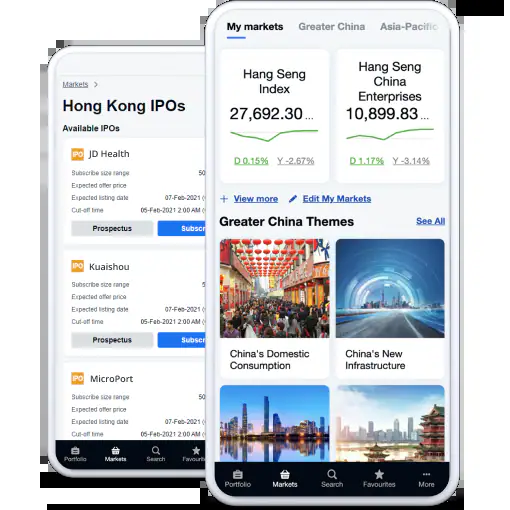 Markets >
Hong Kong IPOs
Available IPOs
IPO JD Health
Subscribe size range 50
Expected offer price
Expected listing date 07-Feb-2021 (
Cut-off time 05-Feb-2021 2:00 AM (
Prospectus Subscr
IPO Kuaishou
Subscribe size range 50
Expected offer price
Expected listing date 07-Feb-2021 (
Cut-off time 05-Feb-2021 2:00 AM (
Prospectus Subscr
IPO MicroPort
Subscribe size range 50
Expected offer price
Expected listing date 07-Feb-2021 (
Cut-off time 05-Feb-2021 2:00 AM (
Portfolio Markets Search Favourit
My markets Greater China Asia-Pacific
Hang Seng
Index
27,692.30...
D 0.15% Y -2.67%
Hang Seng
China
Enterprises
10,899.83...
D 1.17% Y -3.14%
+ View more Edit My Markets
Greater China Themes See All
China's Domestic
Consumption
China's New
Infrastructure
Portfolio Markets Search Favourites More